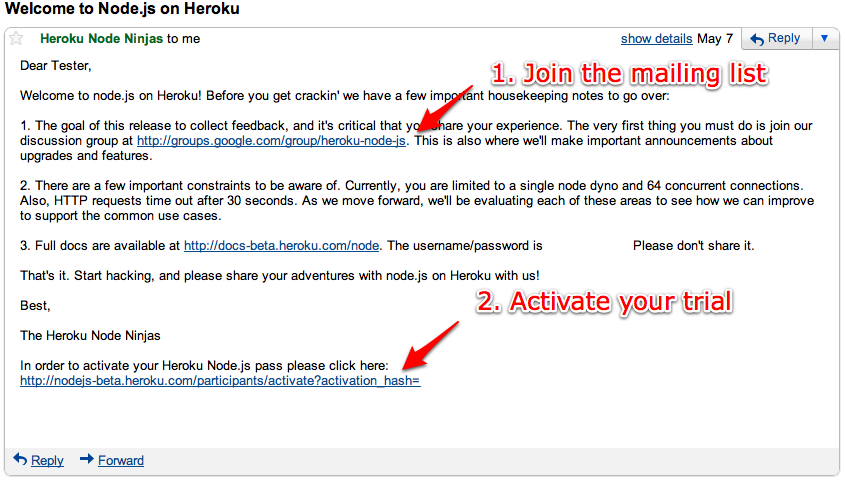 Welcome to Node.js on Heroku
Heroku Node Ninjas to me
show details May 7 Reply
Dear Tester,
1. Join the mailing list
Welcome to node.js on Heroku! Before you get crackin' we have a few important housekeeping notes to go over:
1. The goal of this release to collect feedback, and it's critical that you share your experience. The very first thing you must do is join our
discussion group at http://groups.google.com/group/heroku-node-js. This is also where we'll make important announcements about
upgrades and features.
2. There are a few important constraints to be aware of. Currently, you are limited to a single node dyno and 64 concurrent connections.
Also, HTTP requests time out after 30 seconds. As we move forward, we'll be evaluating each of these areas to see how we can improve
to support the common use cases.
3. Full docs are available at http://docs-beta.heroku.com/node. The username/password is Please don't share it.
That's it. Start hacking, and please share your adventures with node.js on Heroku with us!
Best,
2. Activate your trial
The Heroku Node Ninjas
In order to activate your Heroku Node.js pass please click here:
http://nodejs-beta.heroku.com/participants/activate?activation_hash=
Reply Forward